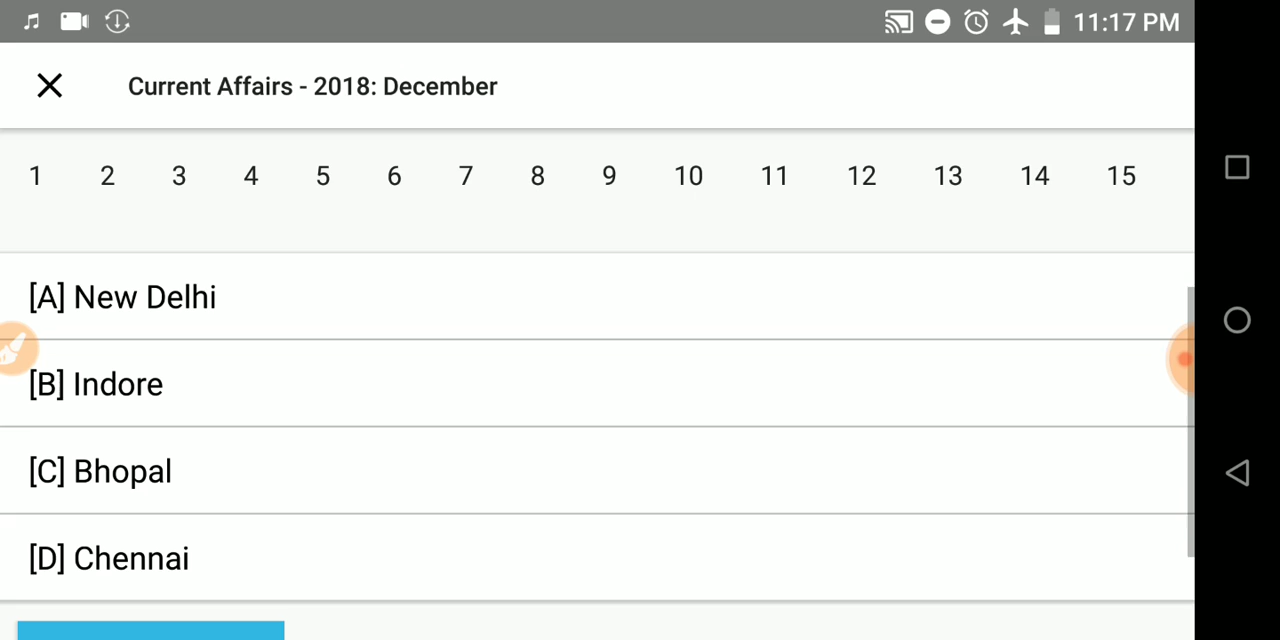 11:17 PM
Current Affairs - 2018: December
1 2 3 4 5 6 7 8 9 10 11 12 13 14 15
[A] New Delhi
[B] Indore
[C] Bhopal
[D] Chennai